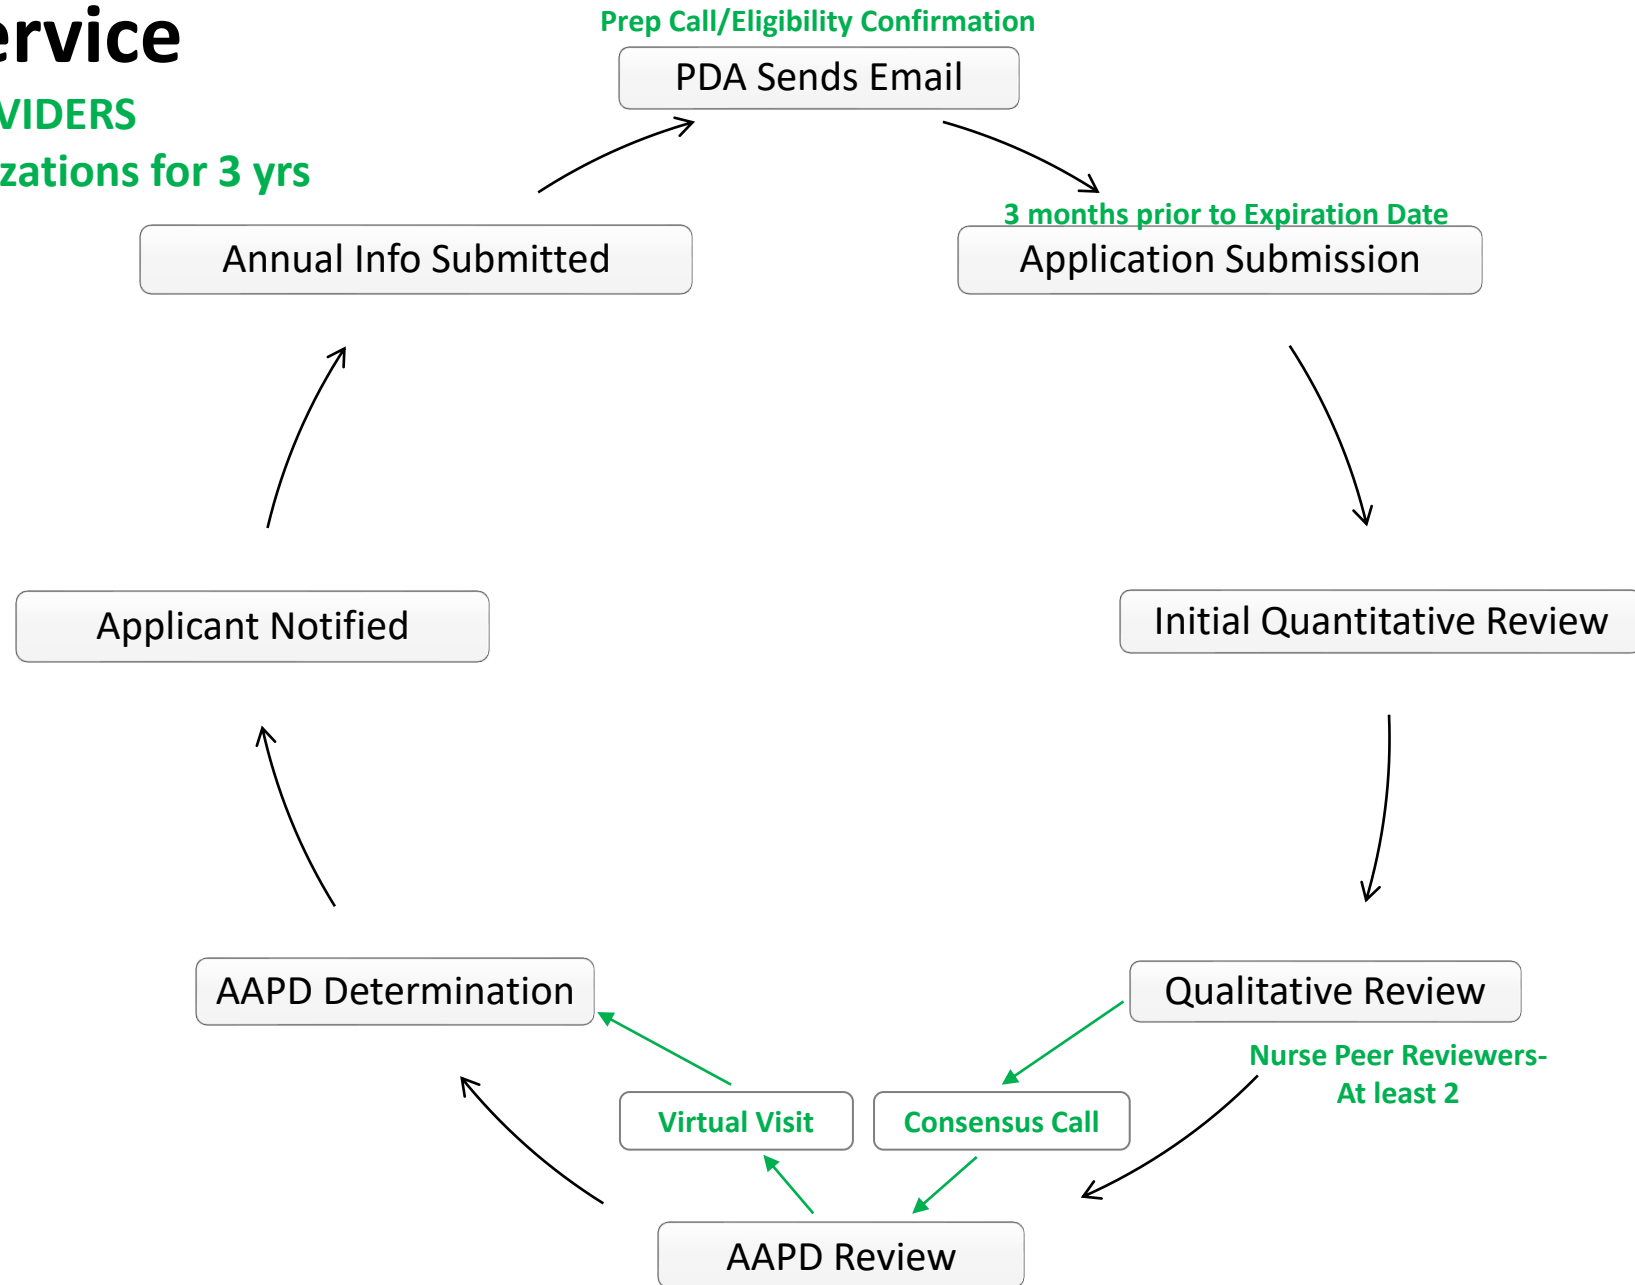 ervice
VIDERS
zations for 3 yrs
Prep Call/Eligibility Confirmation
PDA Sends Email
3 months prior to Expiration Date
Application Submission
Annual Info Submitted
Applicant Notified
Initial Quantitative Review
AAPD Determination
Qualitative Review
Nurse Peer Reviewers-
At least 2
Virtual Visit
Consensus Call
AAPD Review